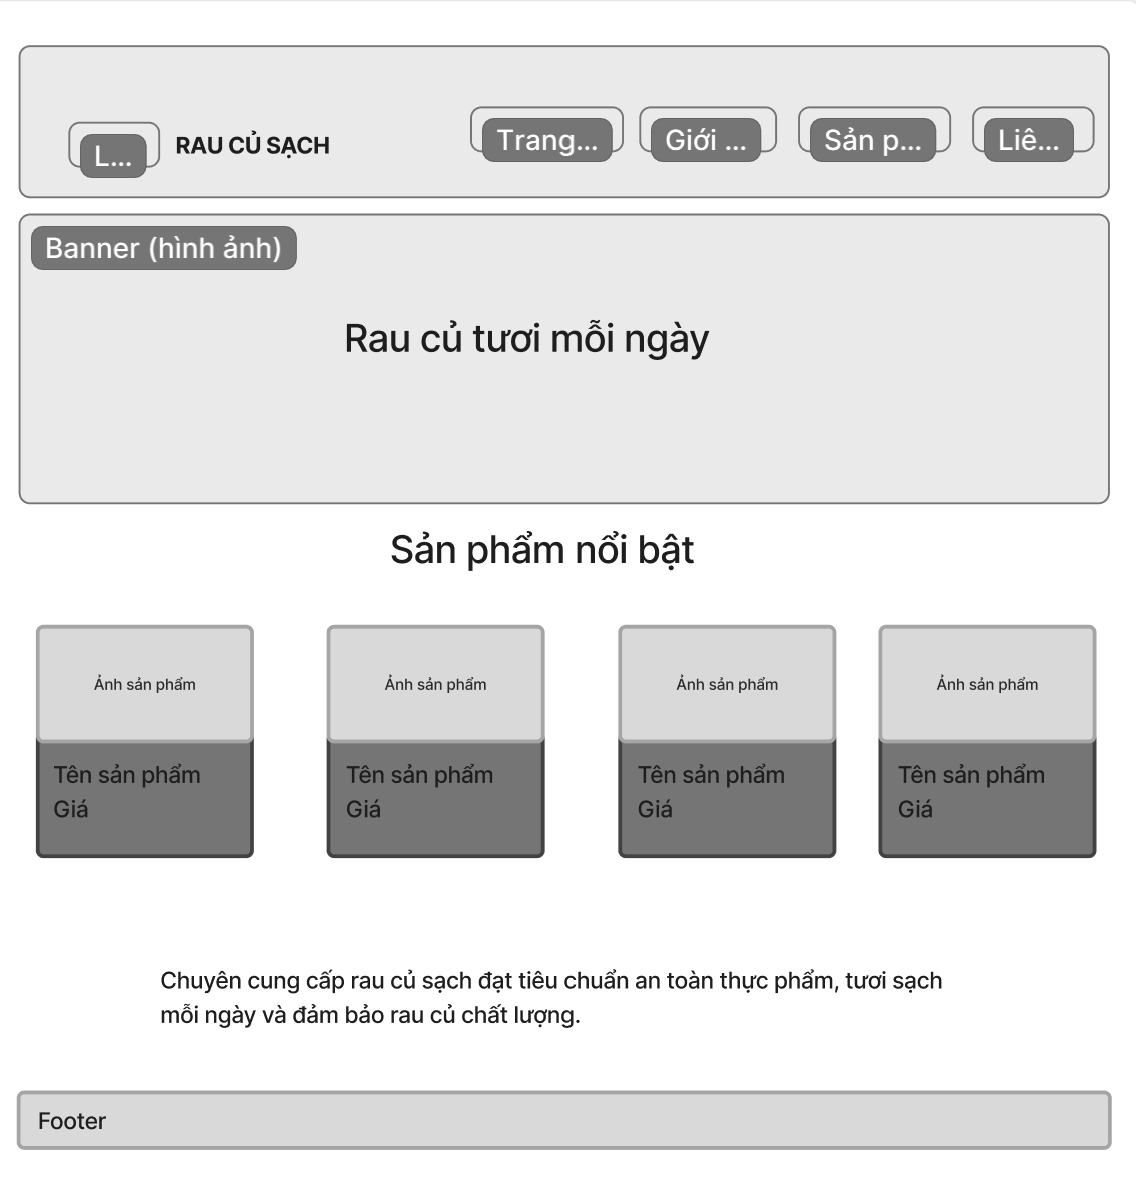 L...
RAU CỦ SẠCH
Trang...
Giới ...
Sản p...
Liê...
Banner (hình ảnh)
Rau củ tươi mỗi ngày
Sản phẩm nổi bật
Ảnh sản phẩm
Tên sản phẩm
Giá
Ảnh sản phẩm
Tên sản phẩm
Giá
Ảnh sản phẩm
Tên sản phẩm
Giá
Ảnh sản phẩm
Tên sản phẩm
Giá
Chuyên cung cấp rau củ sạch đạt tiêu chuẩn an toàn thực phẩm, tươi sạch
mỗi ngày và đảm bảo rau củ chất lượng.
Footer